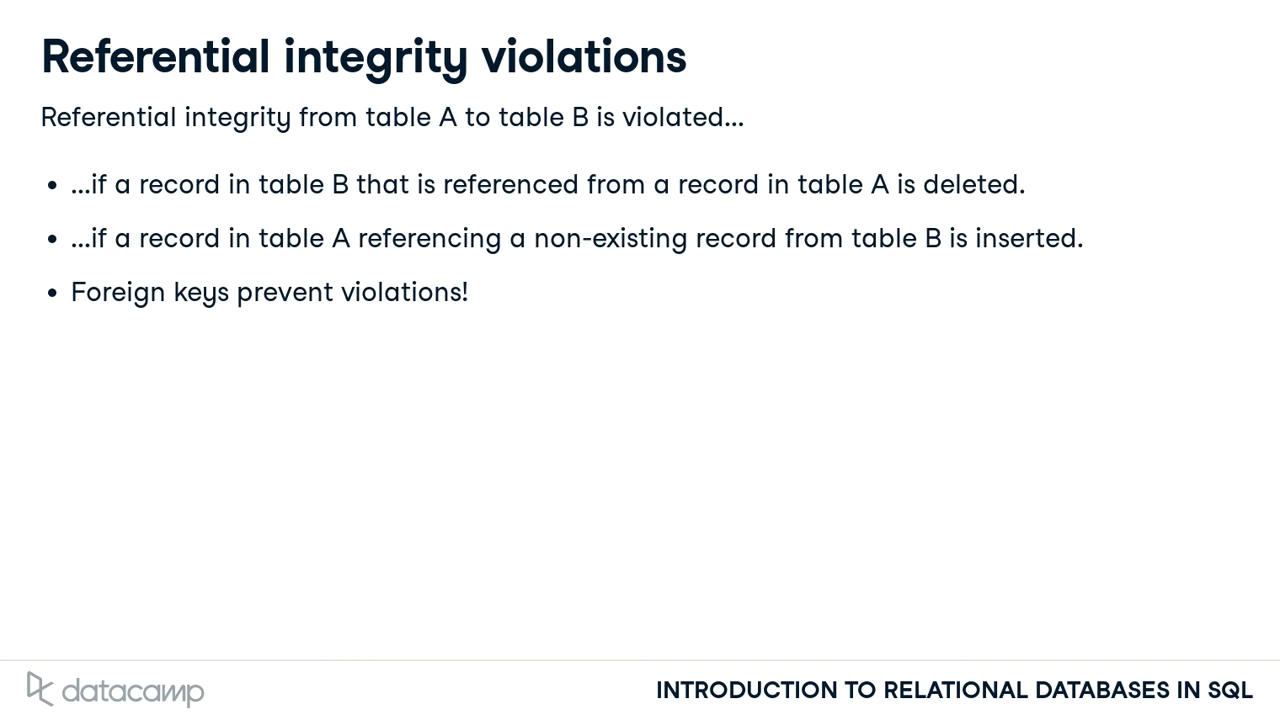 Referential integrity violations
Referential integrity from table A to table B is violated...
• ...if a record in table B that is referenced from a record in table A is deleted.
• ...if a record in table A referencing a non-existing record from table B is inserted.
• Foreign keys prevent violations!
datacamp
INTRODUCTION TO RELATIONAL DATABASES IN SQL